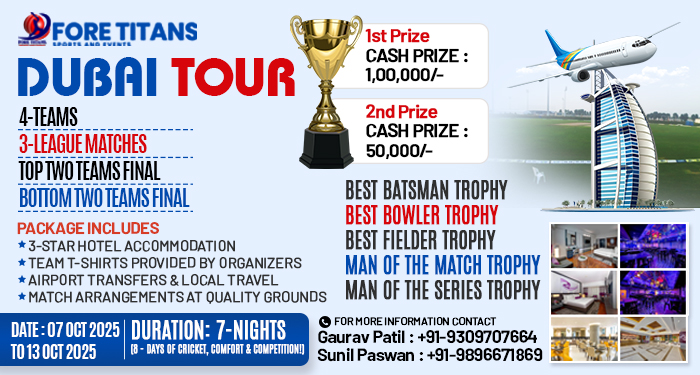 FORE TITANS
SPORTS AND EVENTS
FORE TITANS
DUBAI TOUR
4-TEAMS
3-LEAGUE MATCHES
TOP TWO TEAMS FINAL
BOTTOM TWO TEAMS FINAL
PACKAGE INCLUDES
3-STAR HOTEL ACCOMMODATION
TEAM T-SHIRTS PROVIDED BY ORGANIZERS
AIRPORT TRANSFERS & LOCAL TRAVEL
MATCH ARRANGEMENTS AT QUALITY GROUNDS
DATE : 07 OCT 2025
TO 13 OCT 2025
DURATION: 7-NIGHTS
(8 - DAYS OF CRICKET, COMFORT & COMPETITION!)
1st Prize
CASH PRIZE :
1,00,000/-
2nd Prize
CASH PRIZE :
50,000/-
BEST BATSMAN TROPHY
BEST BOWLER TROPHY
BEST FIELDER TROPHY
MAN OF THE MATCH TROPHY
MAN OF THE SERIES TROPHY
FOR MORE INFORMATION CONTACT
Gaurav Patil : +91-9309707664
Sunil Paswan : +91-9896671869